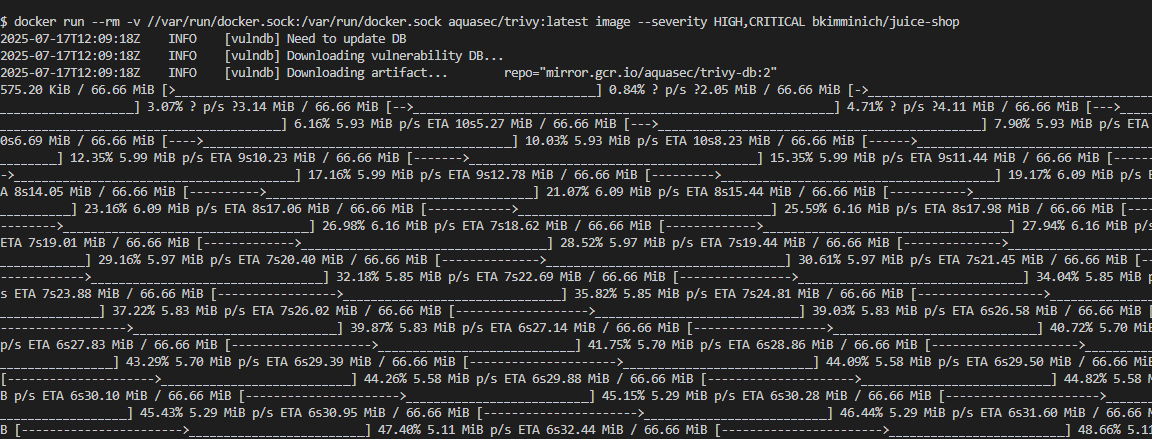 $ docker run --rm -v //var/run/docker.sock:/var/run/docker.sock aquasec/trivy:latest image --severity HIGH,CRITICAL bkimminich/juice-shop
2025-07-17T12:09:18Z    INFO    [vulndb] Need to update DB
2025-07-17T12:09:18Z    INFO    [vulndb] Downloading vulnerability DB...
2025-07-17T12:09:18Z    INFO    [vulndb] Downloading artifact...        repo="mirror.gcr.io/aquasec/trivy-db:2"
575.20 KiB / 66.66 MiB [>____________________________________________________________] 0.84% ? p/s ?2.05 MiB / 66.66 MiB [->
___________________] 3.07% ? p/s ?3.14 MiB / 66.66 MiB [-->____________________________________________________________] 4.71% ? p/s ?4.11 MiB / 66.66 MiB [--->_____
________________________________________] 6.16% 5.93 MiB p/s ETA 10s5.27 MiB / 66.66 MiB [--->________________________________________________] 7.90% 5.93 MiB p/s ETA
10s6.69 MiB / 66.66 MiB [---->____________________________________________] 10.03% 5.93 MiB p/s ETA 10s8.23 MiB / 66.66 MiB [------>______
________] 12.35% 5.99 MiB p/s ETA 9s10.23 MiB / 66.66 MiB [------->__________________________________________] 15.35% 5.99 MiB p/s ETA 9s11.44 MiB / 66.66 MiB [-------
->_________________________________________] 17.16% 5.99 MiB p/s ETA 9s12.78 MiB / 66.66 MiB [--------->_______________________________________] 19.17% 6.09 MiB p/s E
A 8s14.05 MiB / 66.66 MiB [---------->______________________________________] 21.07% 6.09 MiB p/s ETA 8s15.44 MiB / 66.66 MiB [---------->__________________________
__________] 23.16% 6.09 MiB p/s ETA 8s17.06 MiB / 66.66 MiB [------------>_____________________________________] 25.59% 6.16 MiB p/s ETA 8s17.98 MiB / 66.66 MiB [---
--------->____________________________________] 26.98% 6.16 MiB p/s ETA 7s18.62 MiB / 66.66 MiB [------------->____________________________________] 27.94% 6.16 MiB p/s
ETA 7s19.01 MiB / 66.66 MiB [------------->____________________________________] 28.52% 5.97 MiB p/s ETA 7s19.44 MiB / 66.66 MiB [-------------->____________________
____________] 29.16% 5.97 MiB p/s ETA 7s20.40 MiB / 66.66 MiB [-------------->___________________________________] 30.61% 5.97 MiB p/s ETA 7s21.45 MiB / 66.66 MiB [--
------------->__________________________________] 32.18% 5.85 MiB p/s ETA 7s22.69 MiB / 66.66 MiB [---------------->_________________________________] 34.04% 5.85 MiB p
s ETA 7s23.88 MiB / 66.66 MiB [----------------->________________________________] 35.82% 5.85 MiB p/s ETA 7s24.81 MiB / 66.66 MiB [------------------>______________
______________] 37.22% 5.83 MiB p/s ETA 7s26.02 MiB / 66.66 MiB [------------------->______________________________] 39.03% 5.83 MiB p/s ETA 6s26.58 MiB / 66.66 MiB [
------------------->______________________________] 39.87% 5.83 MiB p/s ETA 6s27.14 MiB / 66.66 MiB [-------------------->_____________________________] 40.72% 5.70 MiB
p/s ETA 6s27.83 MiB / 66.66 MiB [-------------------->_____________________________] 41.75% 5.70 MiB p/s ETA 6s28.86 MiB / 66.66 MiB [--------------------->_________
___________________] 43.29% 5.70 MiB p/s ETA 6s29.39 MiB / 66.66 MiB [---------------------->____________________________] 44.09% 5.58 MiB p/s ETA 6s29.50 MiB / 66.66 M
[---------------------->____________________________] 44.26% 5.58 MiB p/s ETA 6s29.88 MiB / 66.66 MiB [---------------------->____________________________] 44.82% 5.58 M
B p/s ETA 6s30.10 MiB / 66.66 MiB [---------------------->____________________________] 45.15% 5.29 MiB p/s ETA 6s30.28 MiB / 66.66 MiB [---------------------->______
___________________] 45.43% 5.29 MiB p/s ETA 6s30.95 MiB / 66.66 MiB [----------------------->___________________________] 46.44% 5.29 MiB p/s ETA 6s31.60 MiB / 66.66 M
B [----------------------->__________________________] 47.40% 5.11 MiB p/s ETA 6s32.44 MiB / 66.66 MiB [------------------------>_________________________] 48.66% 5.11